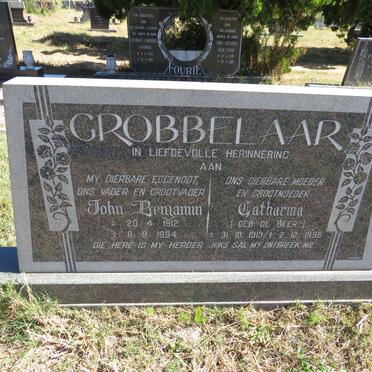 FOURIE
GROBBELAAR
IN LIEFDEVOLLE HERINNERING
AAN
MY DIERBARE EGGENOOT
ONS VADER EN GROOTVADER
John Benjamin
☆ 20·4·1912
† 6·9·1994
ONS DIERBARE MOEDER
EN GROOTMOEDER
Catharina
(GEB. DE BEER)
☆ 31·10·1919 † 2·12·1996
DIE HERE IS MY HERDER NIKS SAL MY ONTBREEK NIE